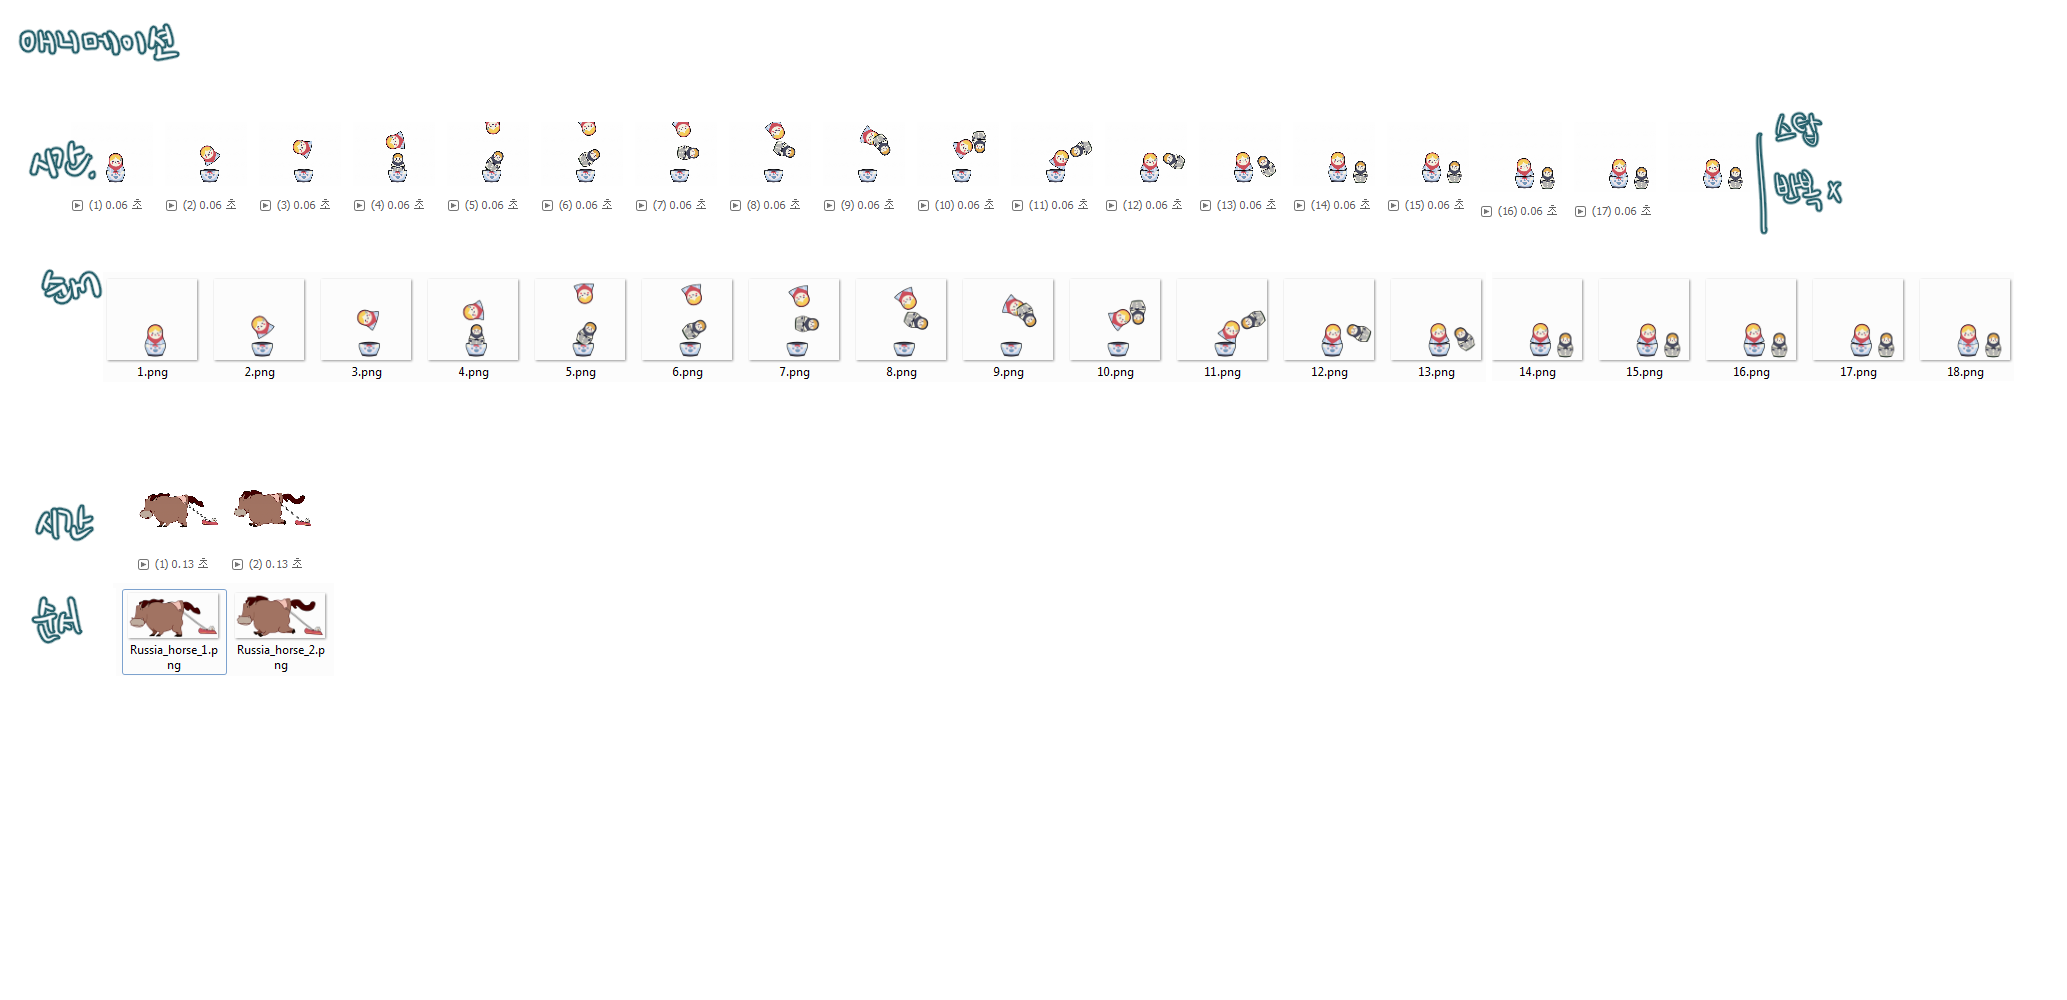 애니메이션
시간.
(1) 0.06 초 (2) 0.06 초 (3) 0.06 초 (4) 0.06 초 (5) 0.06 초 (6) 0.06 초 (7) 0.06 초 (8) 0.06 초 (9) 0.06 초 (10) 0.06 초 (11) 0.06 초 (12) 0.06 초 (13) 0.06 초 (14) 0.06 초 (15) 0.06 초 (16) 0.06 초 (17) 0.06 초
스탑
반복 x
순서
1.png 2.png 3.png 4.png 5.png 6.png 7.png 8.png 9.png 10.png 11.png 12.png 13.png 14.png 15.png 16.png 17.png 18.png
시간
(1) 0.13 초 (2) 0.13 초
순서
Russia_horse_1.p Russia_horse_2.p
ng ng